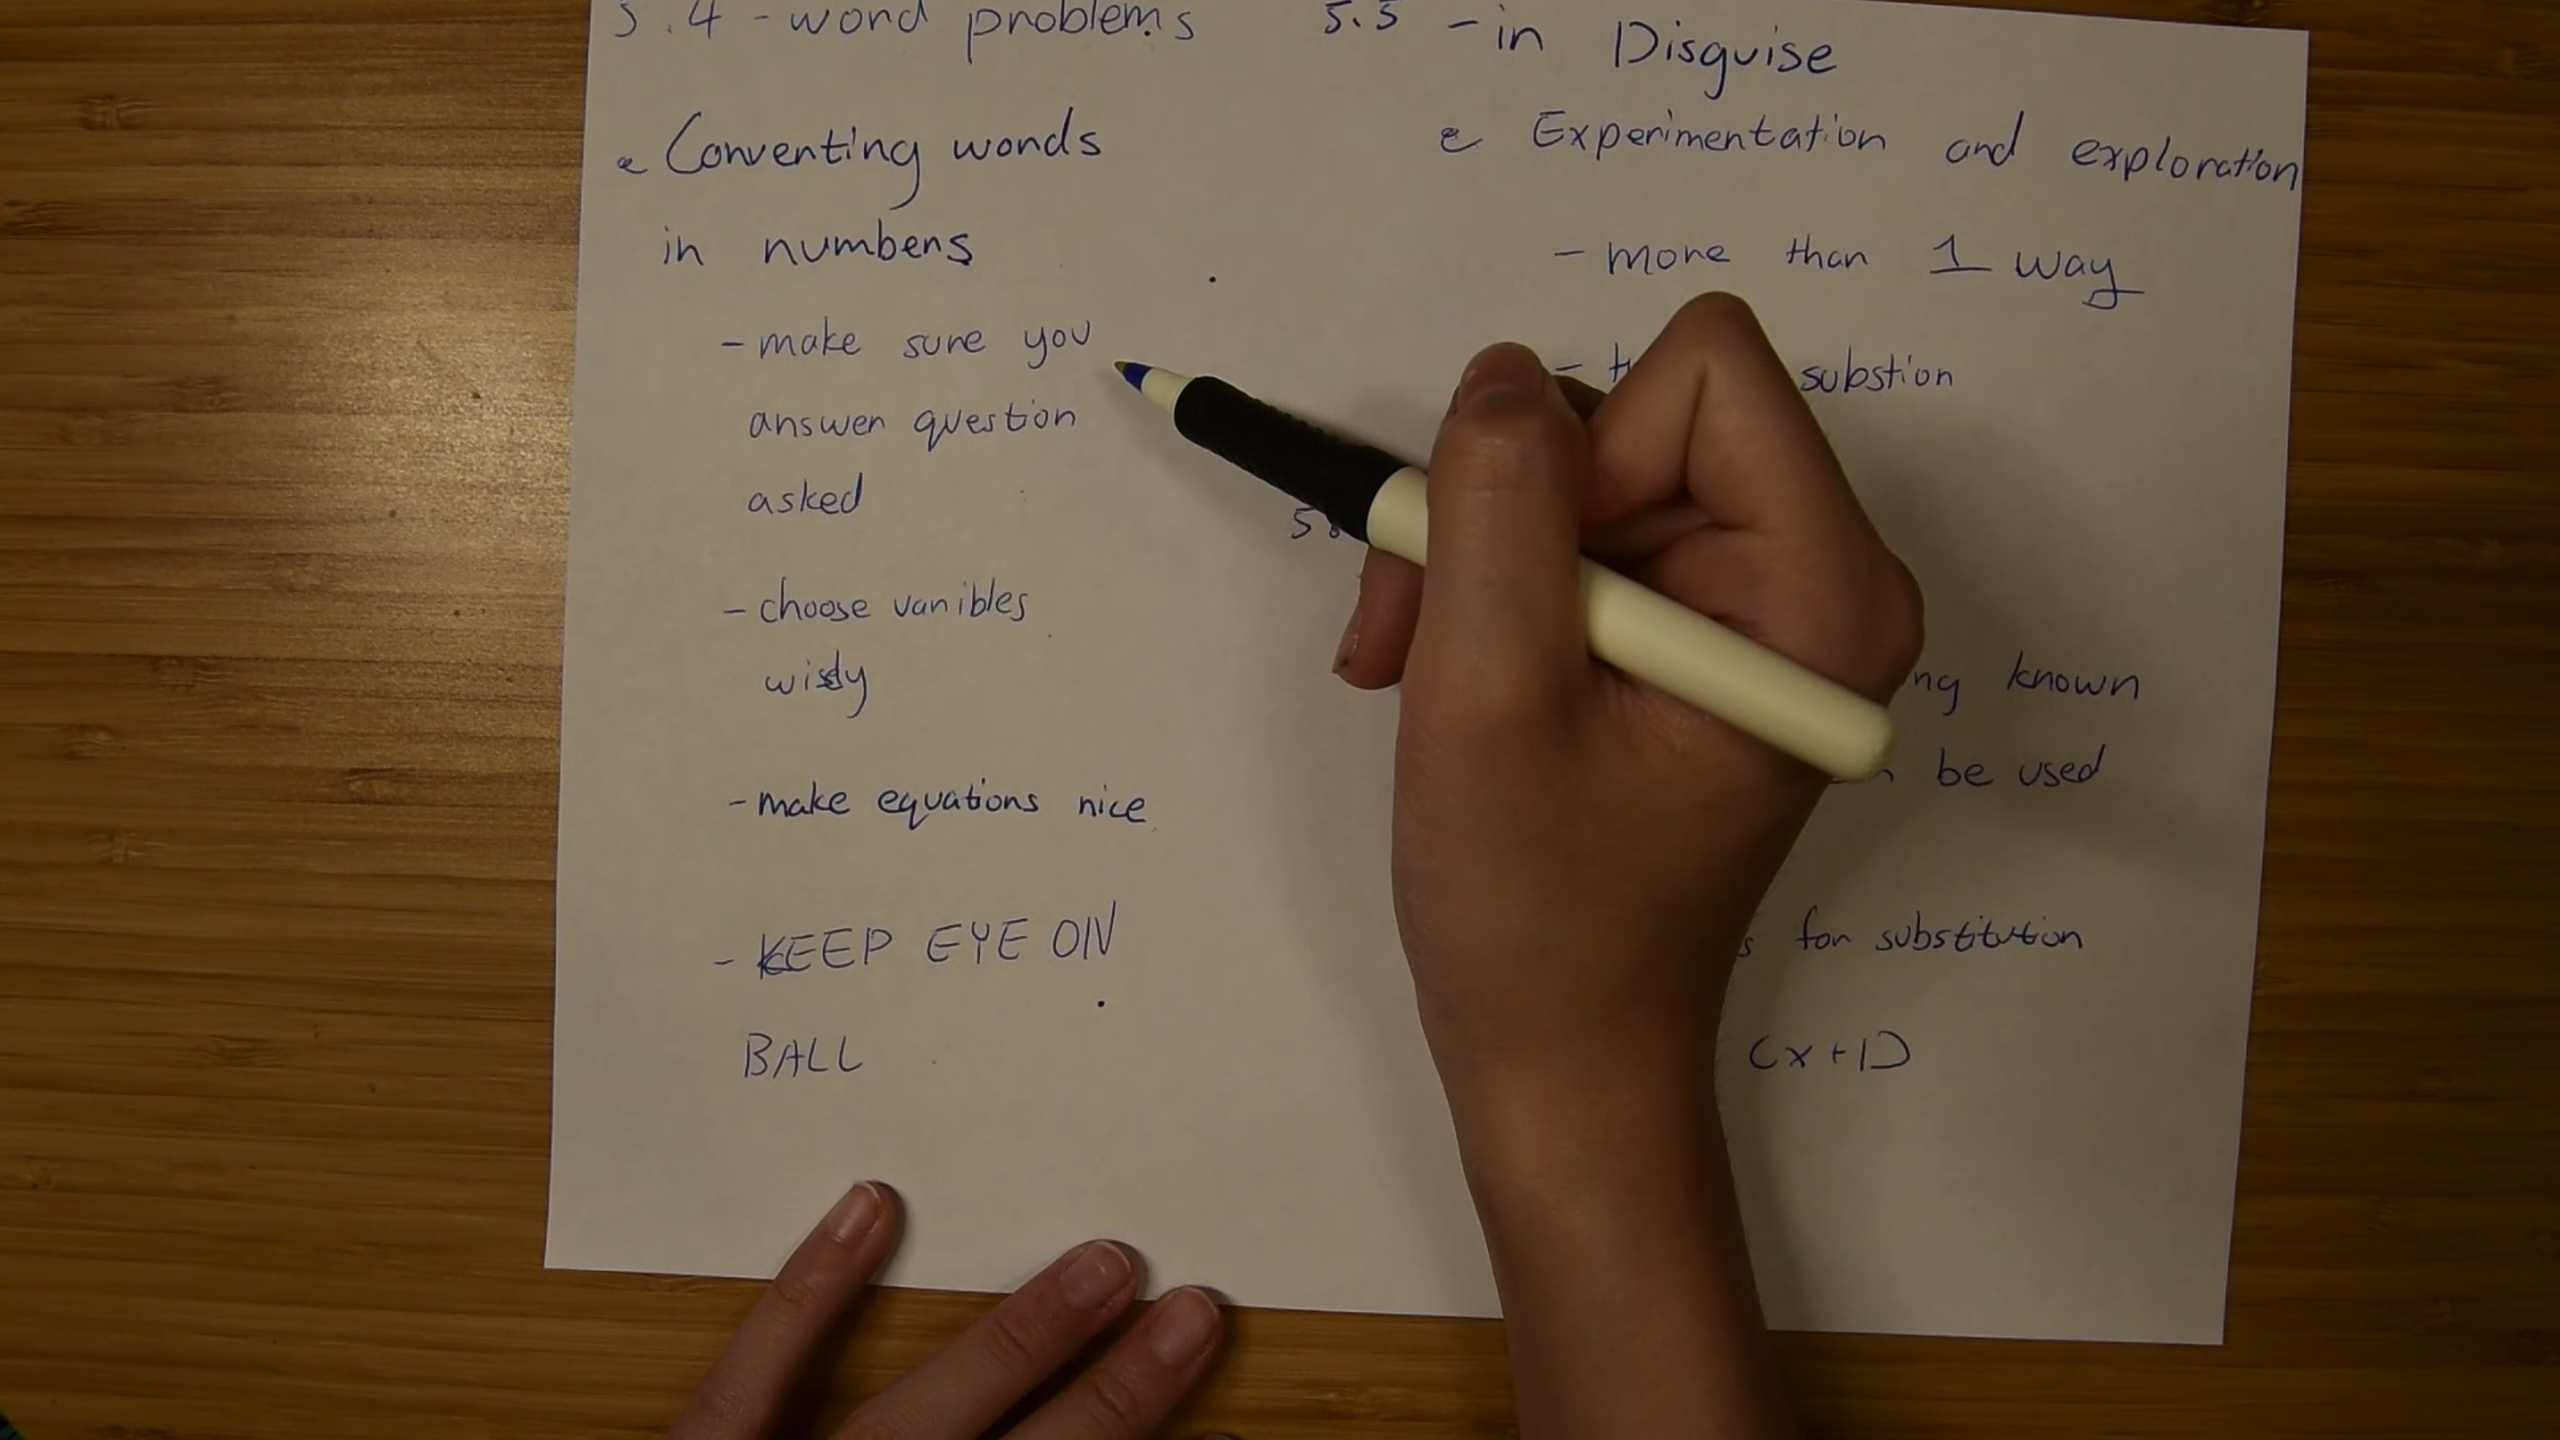 5.4 - word problems
• Converting words
in numbers
- make sure you
answer question
asked
- choose varibles
wisely
- make equations nice
- KEEP EYE ON
BALL
5.5 - in Disguise
• Experimentation and exploration
- more than 1 way
- substion
known
be used
for substitution
(x+1)